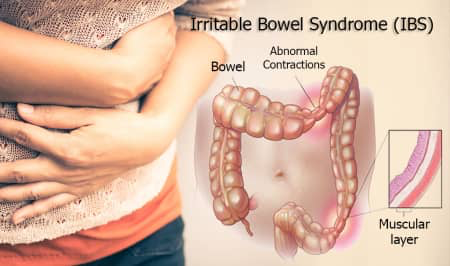 Irritable Bowel Syndrome (IBS)
Abnormal
Contractions
Bowel
Muscular
layer